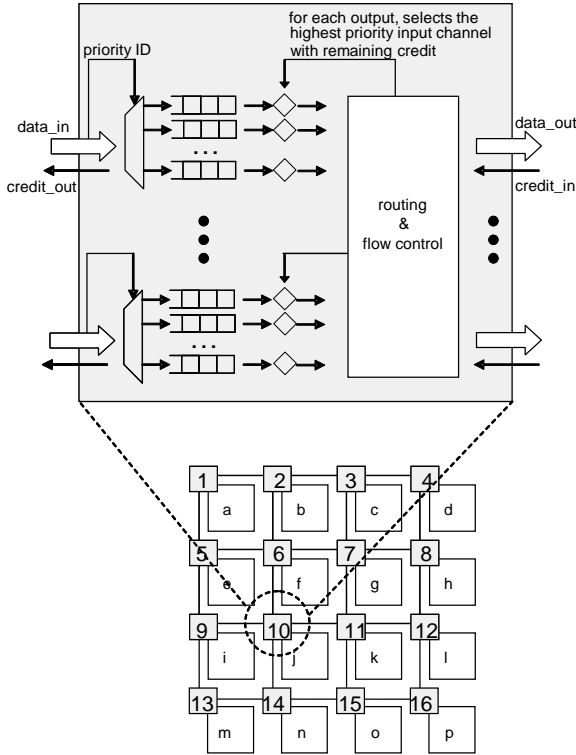 for each output, selects the
highest priority input channel
with remaining credit
priority ID
data_in
data_out
...
credit_out
credit_in
routing
&
flow control
...
1 2 3 4
a b c d
5 6 7 8
e f g h
9 10 11 12
i j k l
13 14 15 16
m n o p